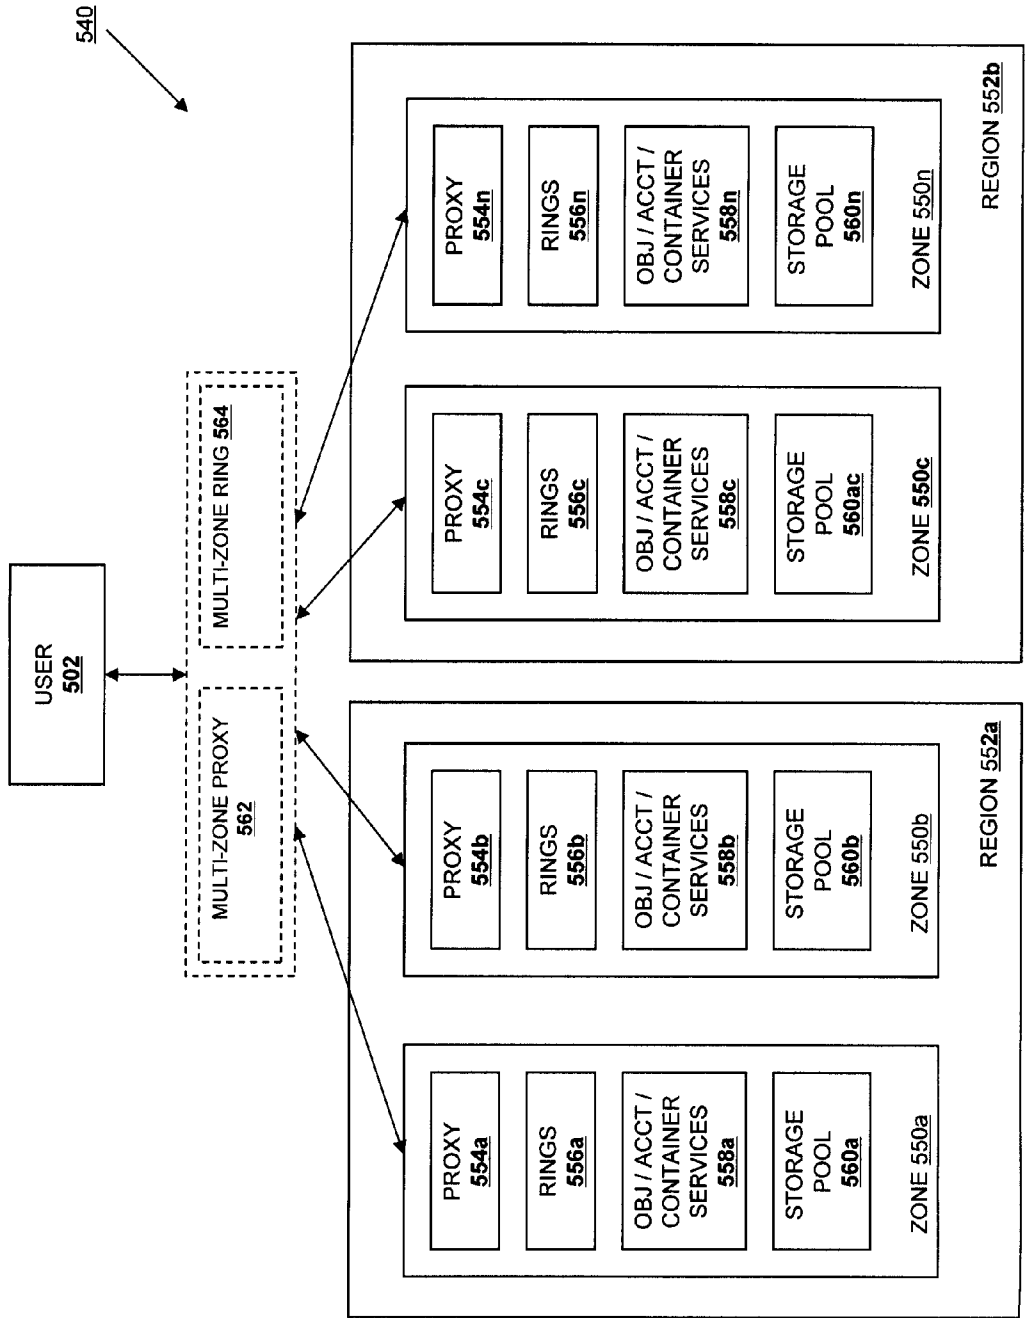 540
USER
502
MULTI-ZONE PROXY
562
MULTI-ZONE RING 564
PROXY
554a
RINGS
556a
OBJ / ACCT /
CONTAINER
SERVICES
558a
STORAGE
POOL
560a
ZONE 550a
PROXY
554b
RINGS
556b
OBJ / ACCT /
CONTAINER
SERVICES
558b
STORAGE
POOL
560b
ZONE 550b
REGION 552a
PROXY
554c
RINGS
556c
OBJ / ACCT /
CONTAINER
SERVICES
558c
STORAGE
POOL
560ac
ZONE 550c
PROXY
554n
RINGS
556n
OBJ / ACCT /
CONTAINER
SERVICES
558n
STORAGE
POOL
560n
ZONE 550n
REGION 552b